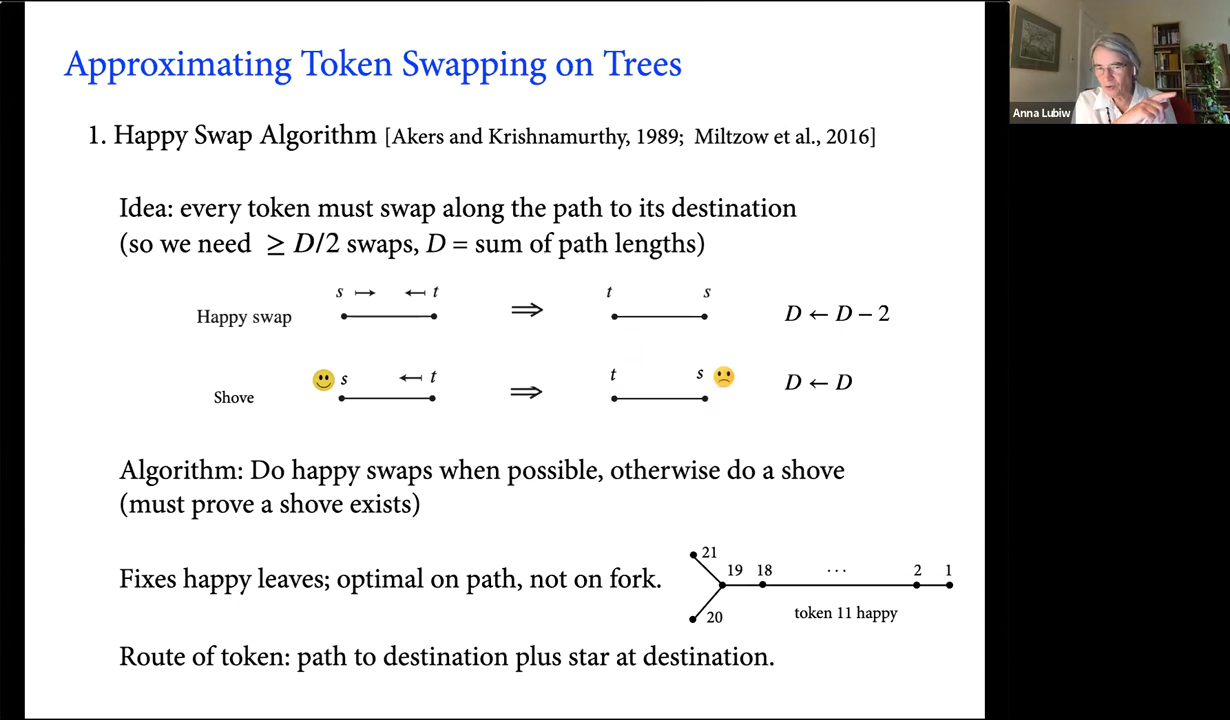 Approximating Token Swapping on Trees
1. Happy Swap Algorithm [Akers and Krishnamurthy, 1989; Miltzow et al., 2016]
Idea: every token must swap along the path to its destination
(so we need ≥ D/2 swaps, D = sum of path lengths)
Happy swap s ↦ ← t ⇒ t s D ← D − 2
Shove s ← t ⇒ t s D ← D
Algorithm: Do happy swaps when possible, otherwise do a shove
(must prove a shove exists)
Fixes happy leaves; optimal on path, not on fork.
21
19 18 ... 2 1
20
token 11 happy
Route of token: path to destination plus star at destination.
Anna Lubiw